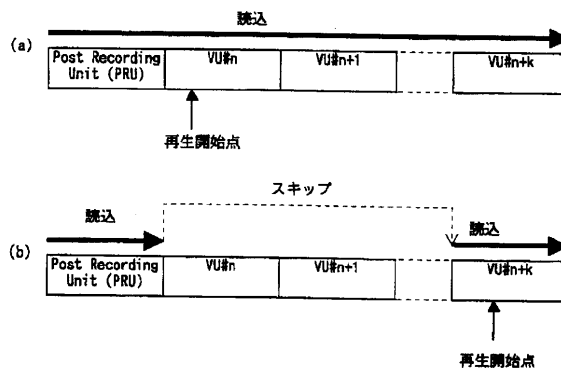 読込
(a)
Post Recording
Unit (PRU)
VU#n
VU#n+1
VU#n+k
再生開始点
スキップ
読込
読込
(b)
Post Recording
Unit (PRU)
VU#n
VU#n+1
VU#n+k
再生開始点